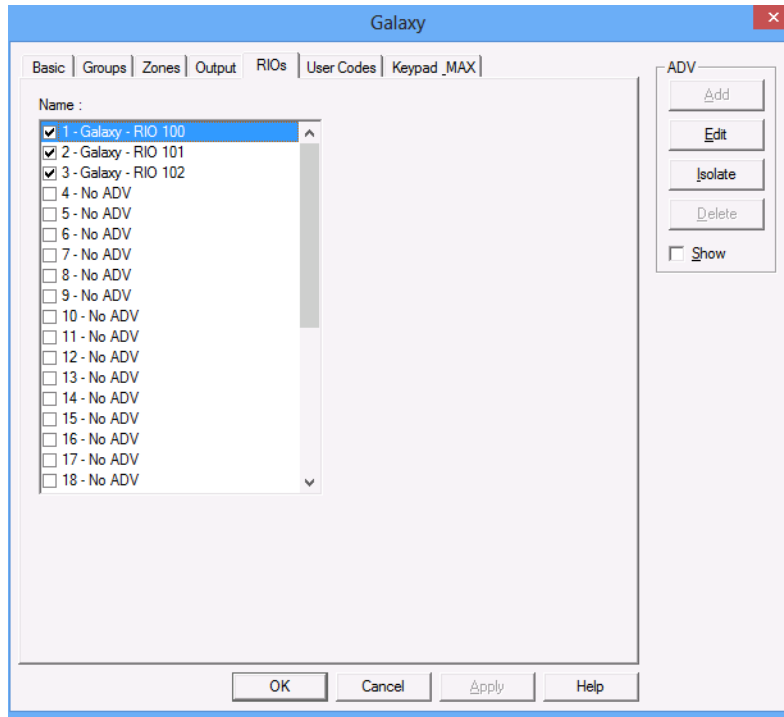 Galaxy
Basic Groups Zones Output RIOs User Codes Keypad _MAX
Name :
1 - Galaxy - RIO 100
2 - Galaxy - RIO 101
3 - Galaxy - RIO 102
4 - No ADV
5 - No ADV
6 - No ADV
7 - No ADV
8 - No ADV
9 - No ADV
10 - No ADV
11 - No ADV
12 - No ADV
13 - No ADV
14 - No ADV
15 - No ADV
16 - No ADV
17 - No ADV
18 - No ADV
ADV
Add
Edit
Isolate
Delete
Show
OK Cancel Apply Help